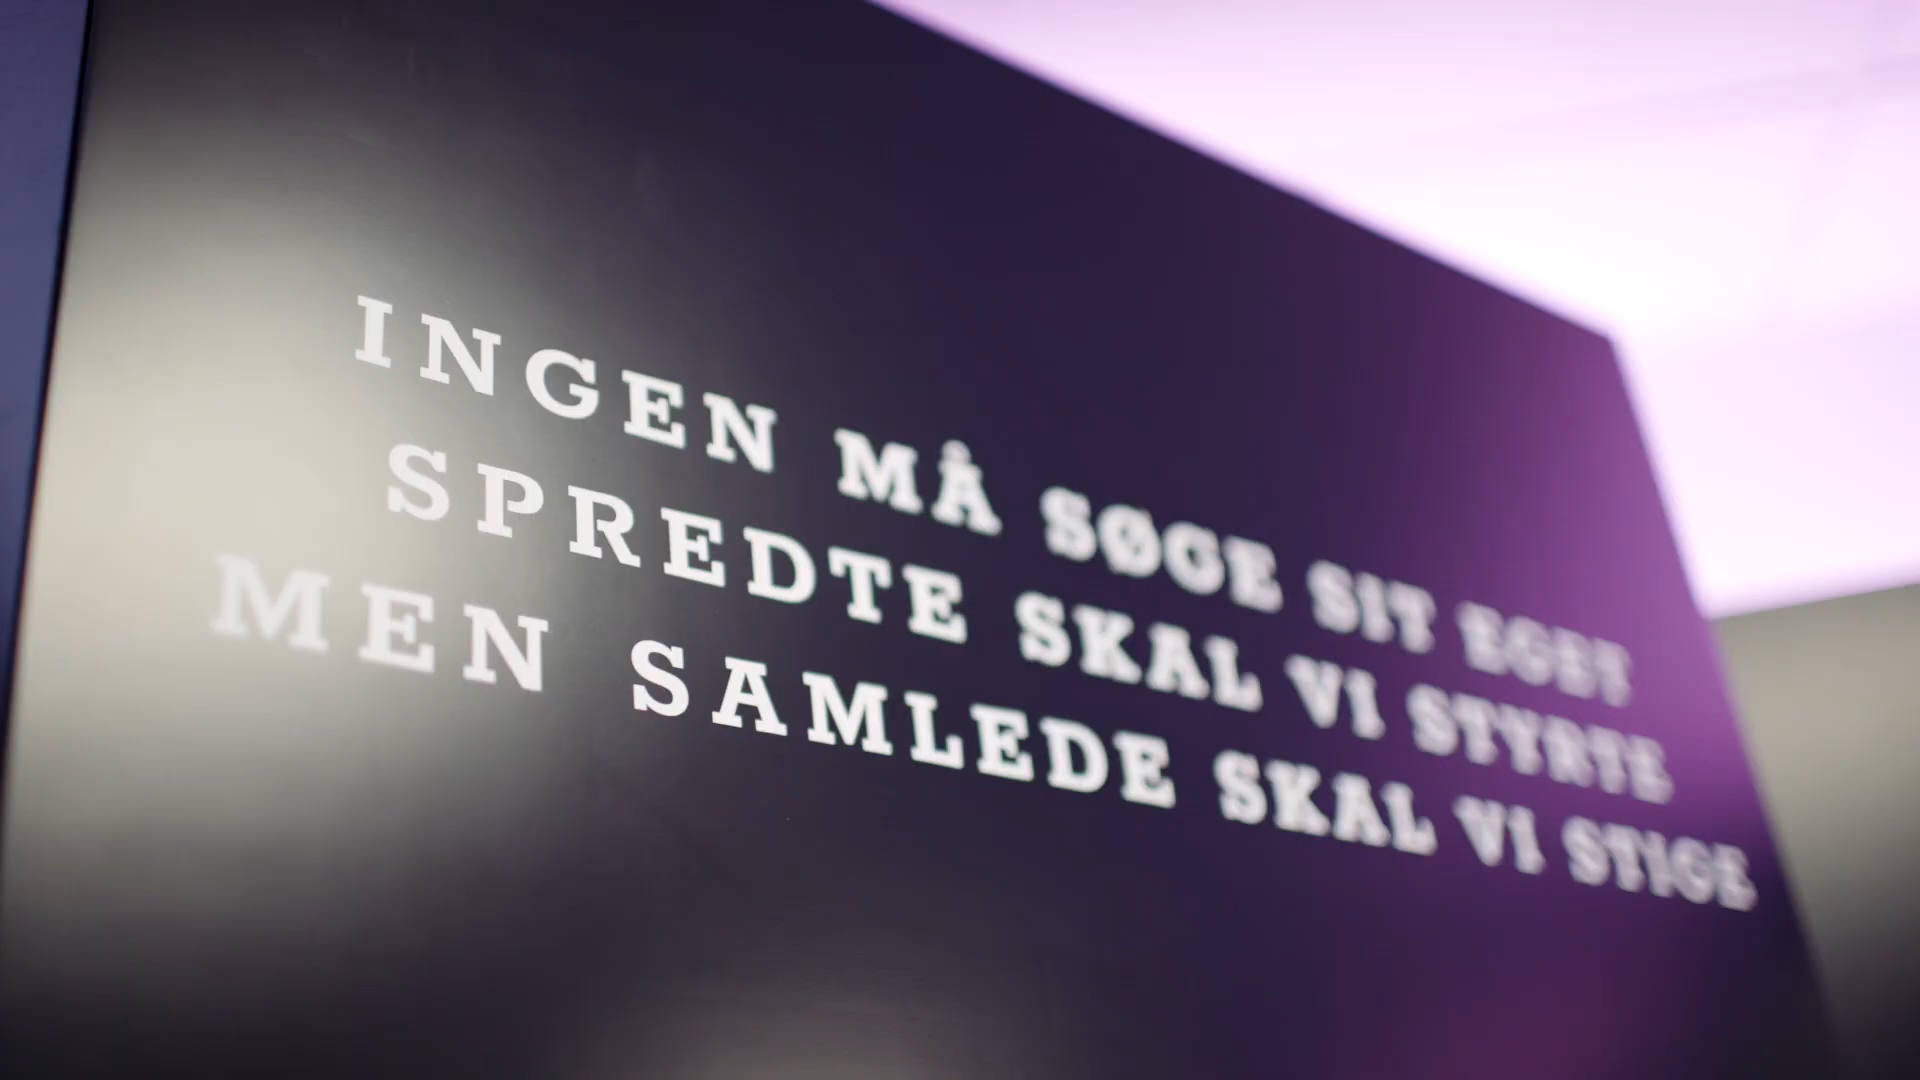 INGEN MÅ SØGE SIT EGET
SPREDTE SKAL VI STYRTE
MEN SAMLEDE SKAL VI STIGE